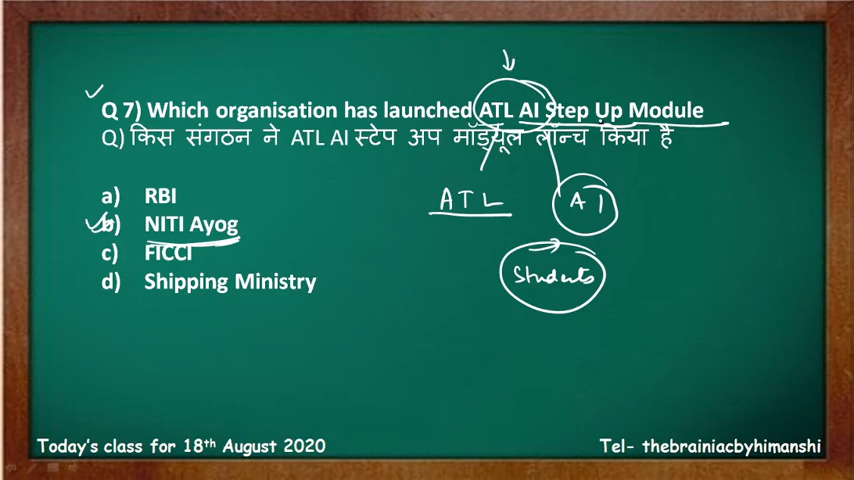 Q 7) Which organisation has launched ATL AI Step Up Module
Q) किस संगठन ने ATL AI स्टेप अप मॉड्यूल लॉन्च किया है
a) RBI
b) NITI Ayog
c) FICCI
d) Shipping Ministry
ATL
AI
Students
Today's class for 18th August 2020
Tel- thebrainiacbyhimanshi